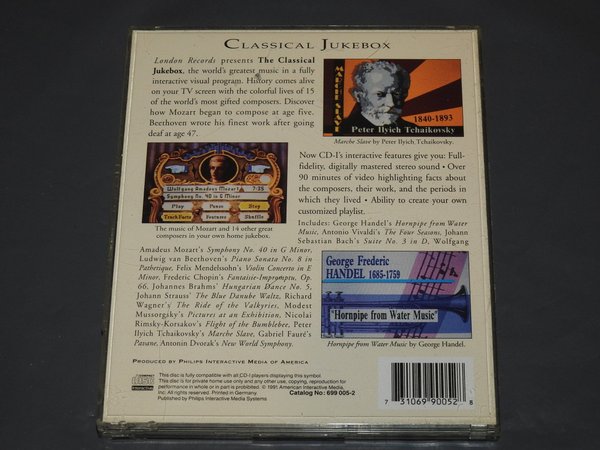 CLASSICAL JUKEBOX
London Records presents The Classical
Jukebox, the world's greatest music in a fully
interactive visual program. History comes alive
on your TV screen with the colorful lives of 15
of the world's most gifted composers. Discover
how Mozart began to compose at age five.
Beethoven wrote his finest work after going
deaf at age 47.
MARCHE SLAVE
1840-1893
Peter Ilyich Tchaikovsky
Marche Slave by Peter Ilyich Tchaikovsky.
Wolfgang Amadeus Mozart
7:35
Symphony No. 40 in G Minor
Play
Pause
Stop
Track Facts
Features
Shuffle
The music of Mozart and 14 other great
composers in your own home jukebox.
Now CD-I's interactive features give you: Full-
fidelity, digitally mastered stereo sound • Over
90 minutes of video highlighting facts about
the composers, their work, and the periods in
which they lived • Ability to create your own
customized playlist.
Includes: George Handel's Hornpipe from Water
Music, Antonio Vivaldi's The Four Seasons, Johann
Sebastian Bach's Suite No. 3 in D, Wolfgang
Amadeus Mozart's Symphony No. 40 in G Minor,
Ludwig van Beethoven's Piano Sonata No. 8 in
Pathetique, Felix Mendelssohn's Violin Concerto in E
Minor, Frederic Chopin's Fantaisie-Impromptu, Op.
66, Johannes Brahms' Hungarian Dance No. 5,
Johann Strauss' The Blue Danube Waltz, Richard
Wagner's The Ride of the Valkyries, Modest
Mussorgsky's Pictures at an Exhibition, Nicolai
Rimsky-Korsakov's Flight of the Bumblebee, Peter
Ilyich Tchaikovsky's Marche Slave, Gabriel Fauré's
Pavane, Antonin Dvorak's New World Symphony.
George Frederic
HANDEL 1685-1759
"Hornpipe from Water Music"
Hornpipe from Water Music by George Handel.
PRODUCED BY PHILIPS INTERACTIVE MEDIA OF AMERICA
COMPACT
disc
Interactive
This disc is fully compatible with all CD-I players displaying this symbol.
This disc is for private home use only and any other use, copying, reproduction for
performance in whole or in part is prohibited. © 1991 American Interactive Media,
Inc. All rights reserved. Printed in Germany.
Published by Philips Interactive Media Systems
Catalog No: 699 005-2
7 31069 90052 8